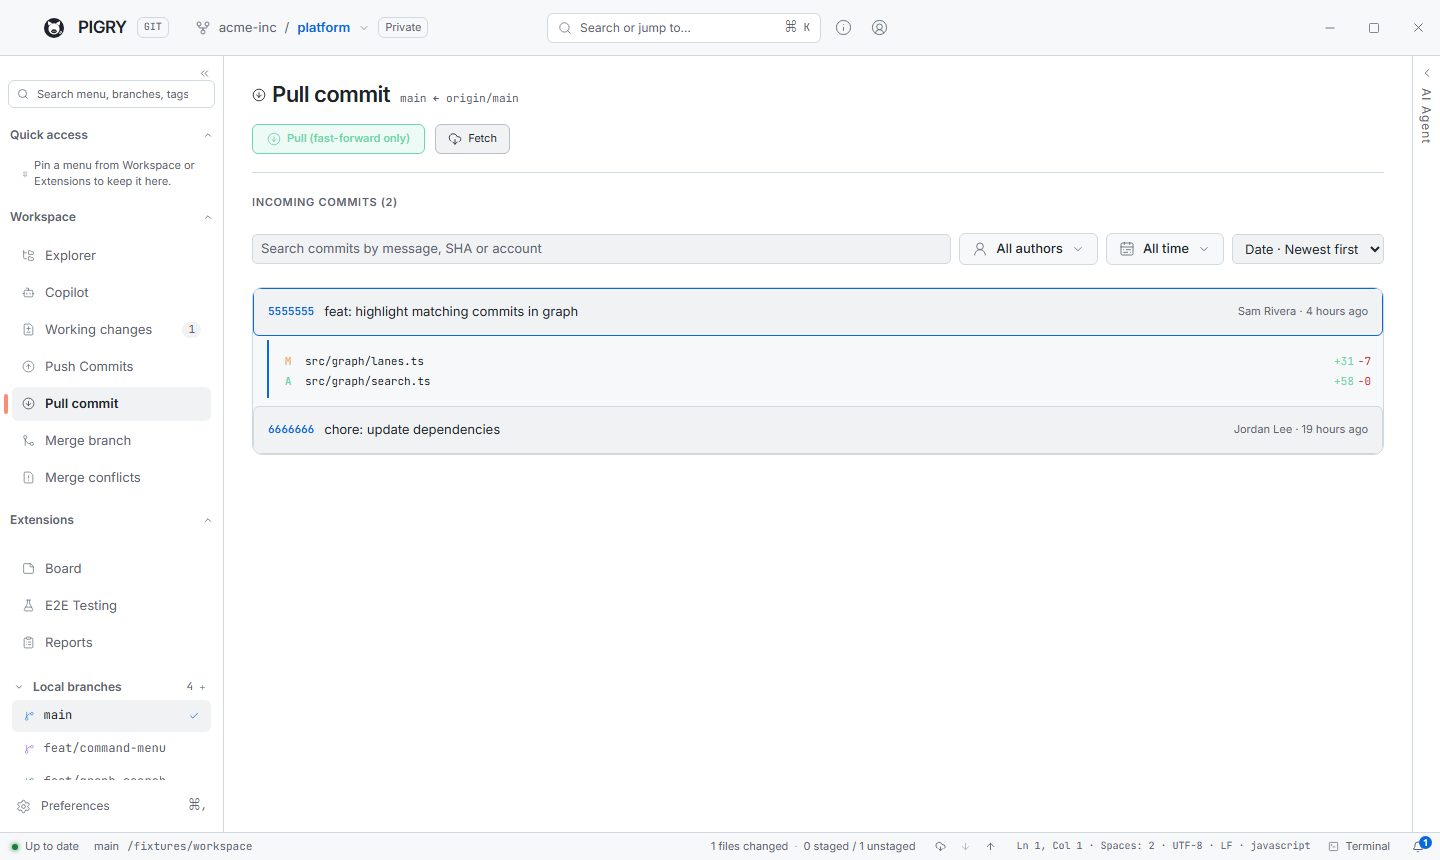 PIGRY GIT acme-inc / platform Private Search or jump to... ⌘ K
Search menu, branches, tags
Quick access
Pin a menu from Workspace or
Extensions to keep it here.
Workspace
Explorer
Copilot
Working changes 1
Push Commits
Pull commit
Merge branch
Merge conflicts
Extensions
Board
E2E Testing
Reports
Local branches 4 +
main
feat/command-menu
feat/graph-search
Preferences ⌘,
Pull commit main ← origin/main
Pull (fast-forward only) Fetch
INCOMING COMMITS (2)
Search commits by message, SHA or account All authors All time Date · Newest first
5555555 feat: highlight matching commits in graph Sam Rivera · 4 hours ago
M src/graph/lanes.ts +31 -7
A src/graph/search.ts +58 -0
6666666 chore: update dependencies Jordan Lee · 19 hours ago
AI Agent
Up to date main /fixtures/workspace 1 files changed · 0 staged / 1 unstaged Ln 1, Col 1 · Spaces: 2 · UTF-8 · LF · javascript Terminal 1